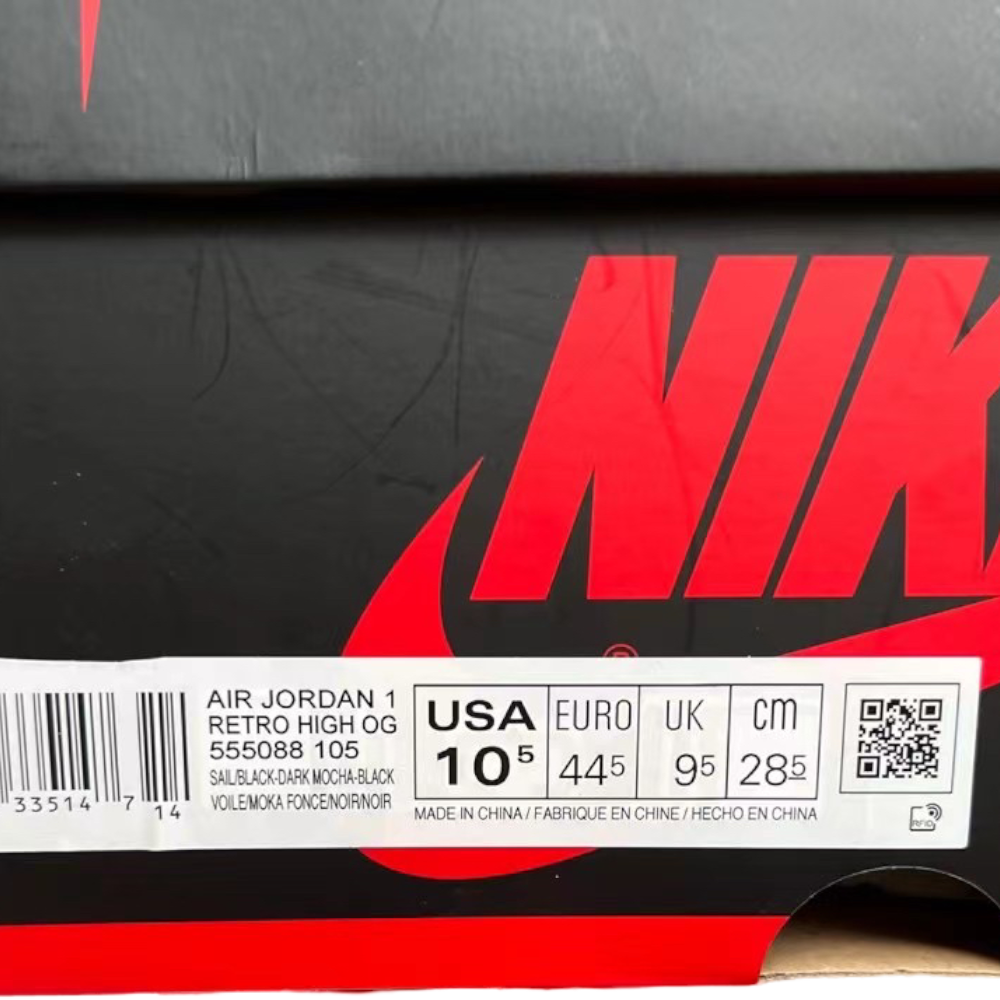 NIK
®
AIR JORDAN 1
RETRO HIGH OG
555088 105
SAIL/BLACK-DARK MOCHA-BLACK
VOILE/MOKA FONCE/NOIR/NOIR
33514 7 14
USA EURO UK cm
10⁵ 44⁵ 9⁵ 28⁵
MADE IN CHINA / FABRIQUE EN CHINE / HECHO EN CHINA
RFID